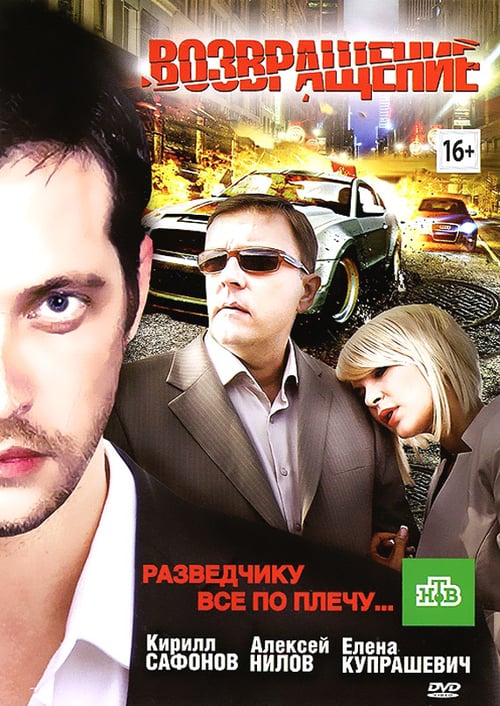 ВОЗВРАЩЕНИЕ
16+
РАЗВЕДЧИКУ
ВСЕ ПО ПЛЕЧУ...
НТВ
Кирилл Алексей Елена
САФОНОВ НИЛОВ КУПРАШЕВИЧ
DVD